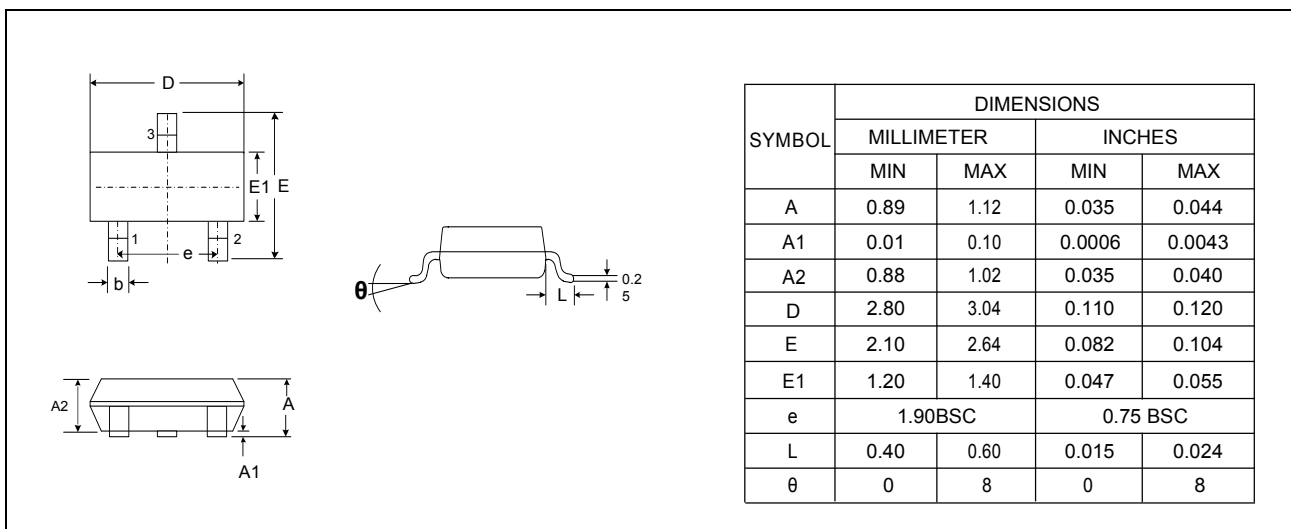 D
3
E1
E
1
2
e
b
θ
L
0.2
5
A2
A
A1
DIMENSIONS
SYMBOL MILLIMETER INCHES
MIN MAX MIN MAX
A 0.89 1.12 0.035 0.044
A1 0.01 0.10 0.0006 0.0043
A2 0.88 1.02 0.035 0.040
D 2.80 3.04 0.110 0.120
E 2.10 2.64 0.082 0.104
E1 1.20 1.40 0.047 0.055
e 1.90BSC 0.75 BSC
L 0.40 0.60 0.015 0.024
θ 0 8 0 8